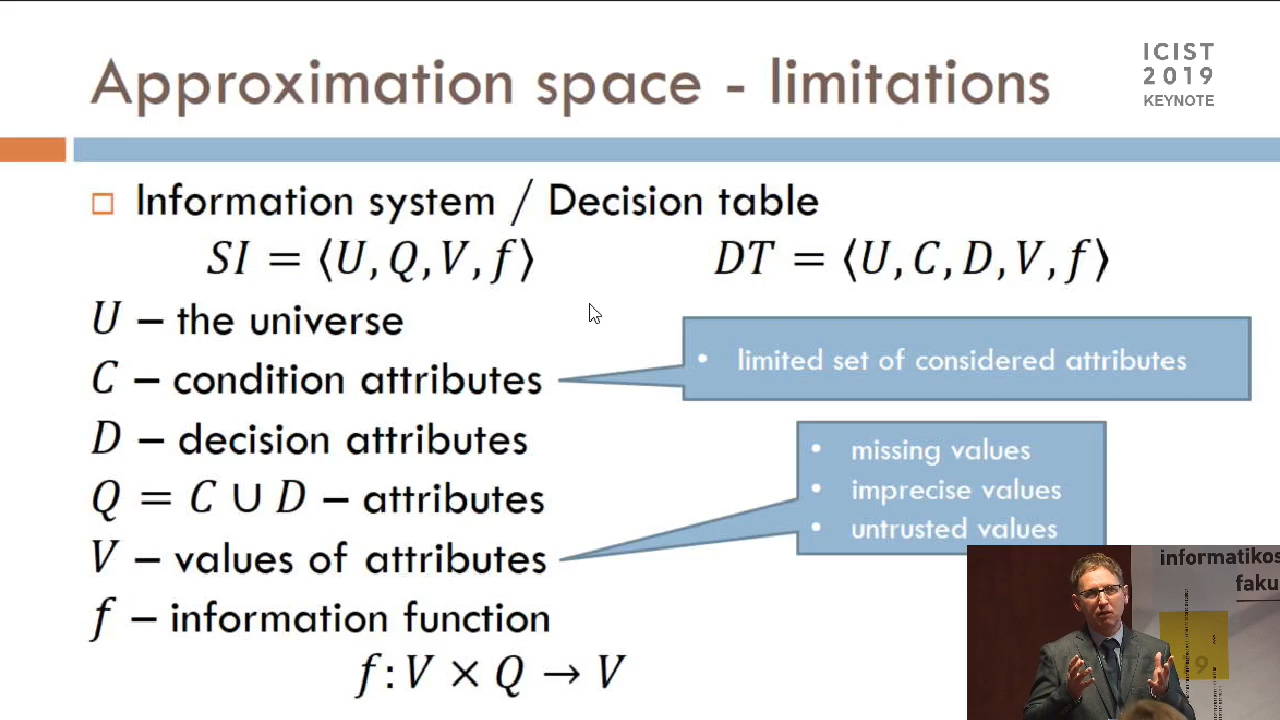 Approximation space - limitations
ICIST
2019
KEYNOTE
Information system / Decision table
SI = ⟨U, Q, V, f⟩
DT = ⟨U, C, D, V, f⟩
U – the universe
C – condition attributes
• limited set of considered attributes
D – decision attributes
Q = C ∪ D – attributes
V – values of attributes
• missing values
• imprecise values
• untrusted values
f – information function
f: V × Q → V
informatikos
faku
9